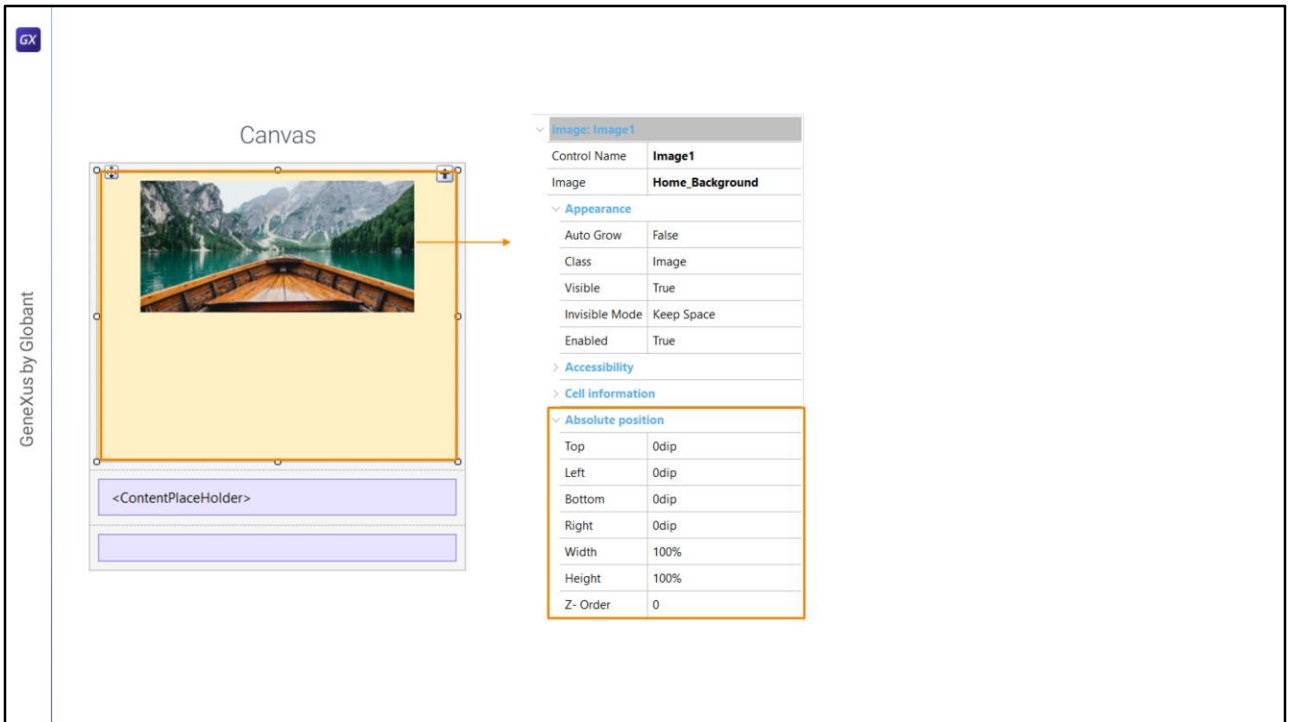 GX
GeneXus by Globant
Canvas
<ContentPlaceHolder>
image: Image1
Control Name Image1
Image Home_Background
Appearance
Auto Grow False
Class Image
Visible True
Invisible Mode Keep Space
Enabled True
Accessibility
Cell information
Absolute position
Top 0dip
Left 0dip
Bottom 0dip
Right 0dip
Width 100%
Height 100%
Z- Order 0